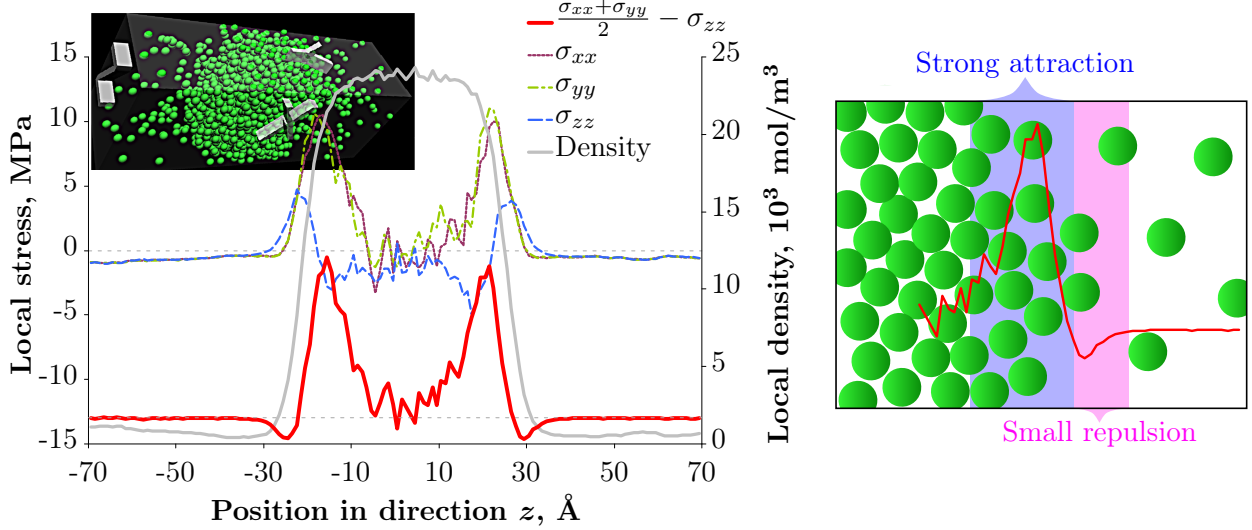 (σxx+σyy)/2 − σzz
σxx
σyy
σzz
Density
15
10
5
0
-5
-10
-15
Local stress, MPa
25
20
15
10
5
0
Local density, 10³ mol/m³
-70
-50
-30
-10
10
30
50
70
Position in direction z, Å
Strong attraction
Small repulsion